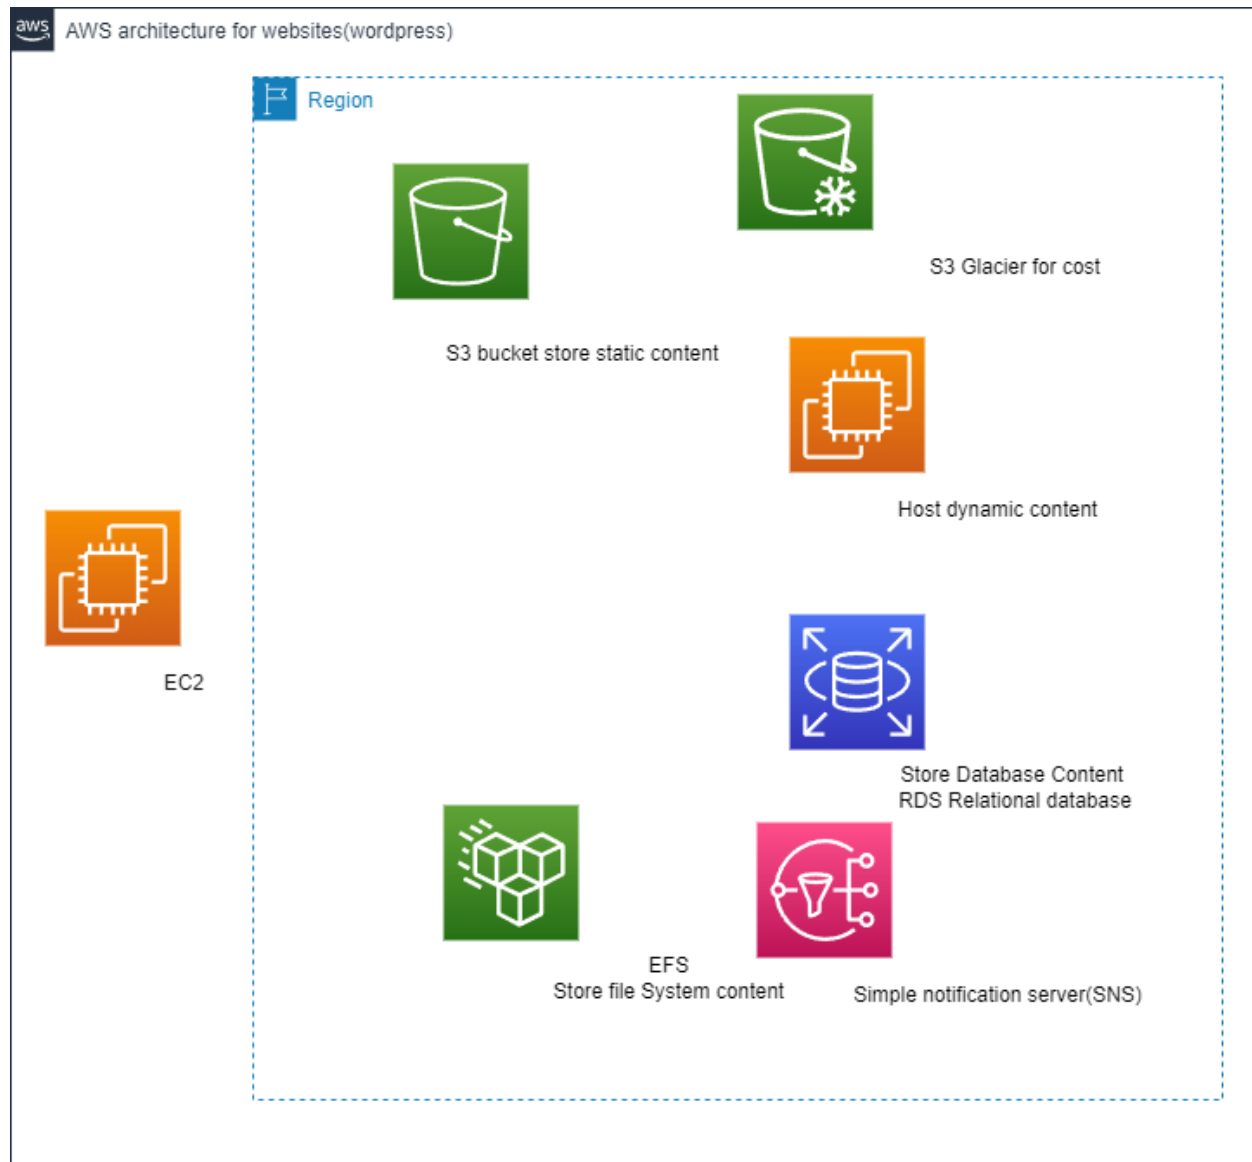 aws
AWS architecture for websites(wordpress)
Region
S3 Glacier for cost
S3 bucket store static content
Host dynamic content
EC2
Store Database Content
RDS Relational database
EFS
Store file System content
Simple notification server(SNS)